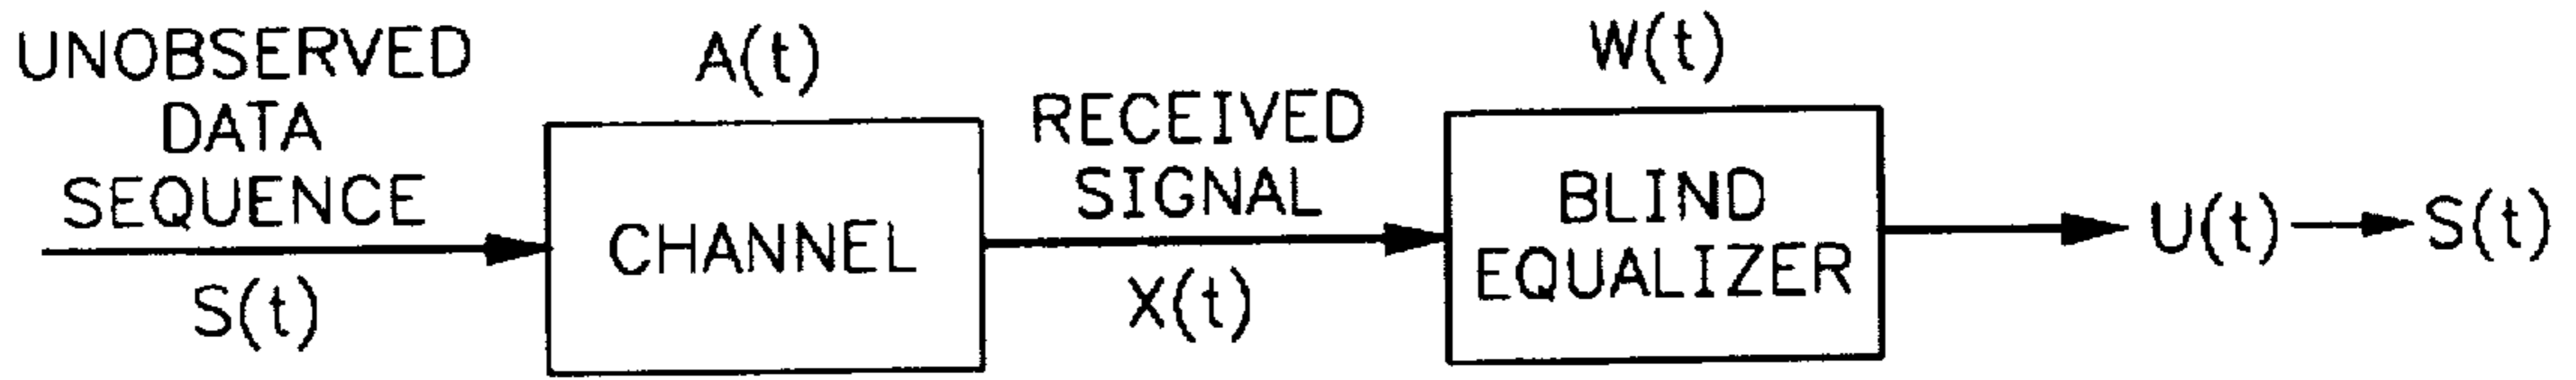 UNOBSERVED
DATA
SEQUENCE
S(t)
A(t)
CHANNEL
RECEIVED
SIGNAL
X(t)
W(t)
BLIND
EQUALIZER
U(t)
S(t)